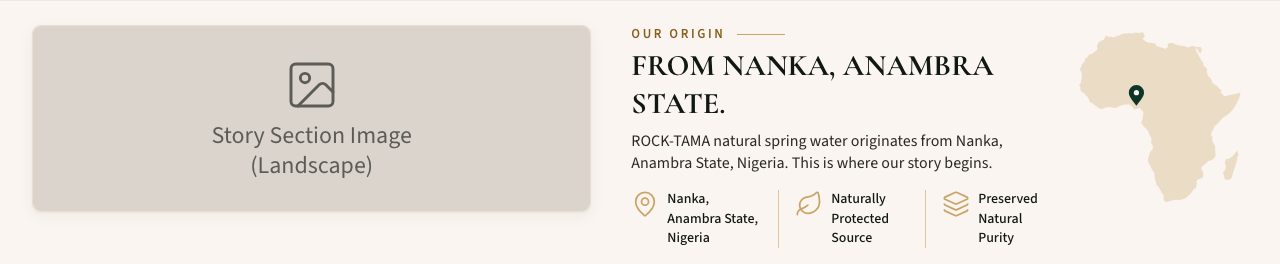 Story Section Image
(Landscape)
OUR ORIGIN
FROM NANKA, ANAMBRA
STATE.
ROCK-TAMA natural spring water originates from Nanka,
Anambra State, Nigeria. This is where our story begins.
Nanka,
Anambra State,
Nigeria
Naturally
Protected
Source
Preserved
Natural
Purity